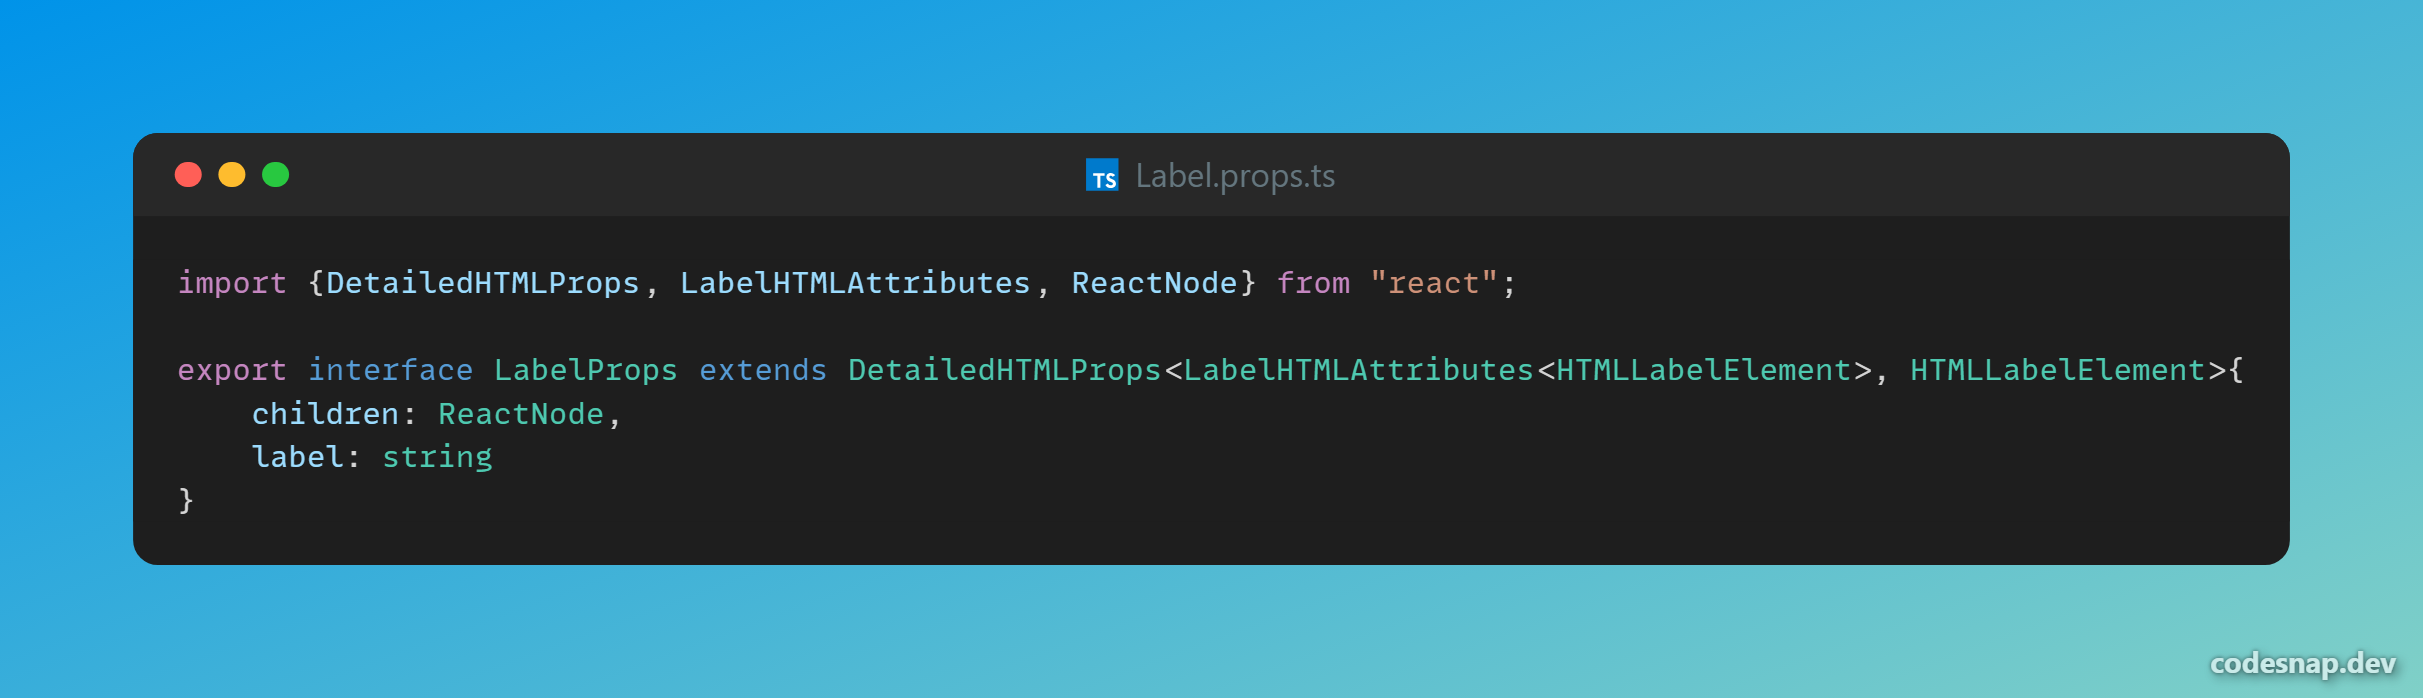 TS Label.props.ts
import {DetailedHTMLProps, LabelHTMLAttributes, ReactNode} from "react";
export interface LabelProps extends DetailedHTMLProps<LabelHTMLAttributes<HTMLLabelElement>, HTMLLabelElement>{
    children: ReactNode,
    label: string
}
codesnap.dev